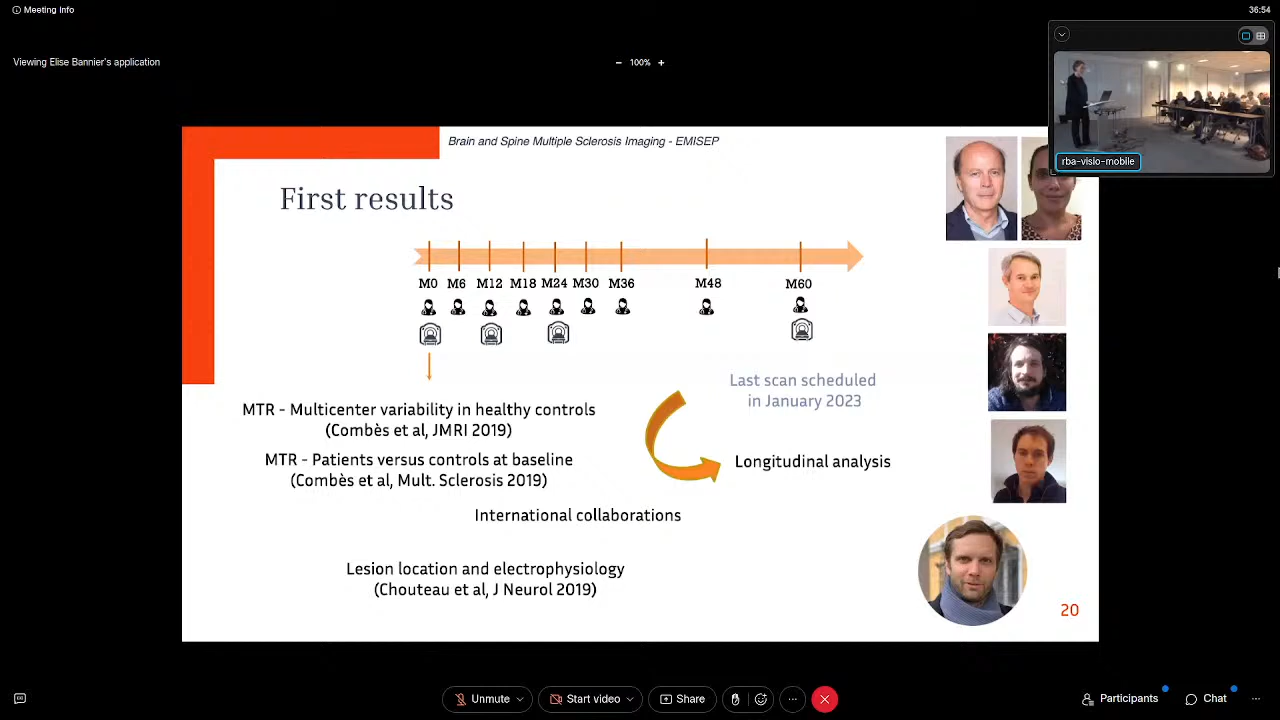 Meeting Info
36:54
Viewing Elise Bannier's application
− 100% +
rba-visio-mobile
Brain and Spine Multiple Sclerosis Imaging - EMISEP
First results
M0 M6 M12 M18 M24 M30 M36 M48 M60
Last scan scheduled
in January 2023
MTR - Multicenter variability in healthy controls
(Combès et al, JMRI 2019)
MTR - Patients versus controls at baseline
(Combès et al, Mult. Sclerosis 2019)
Longitudinal analysis
International collaborations
Lesion location and electrophysiology
(Chouteau et al, J Neurol 2019)
20
Unmute
Start video
Share
Participants
Chat